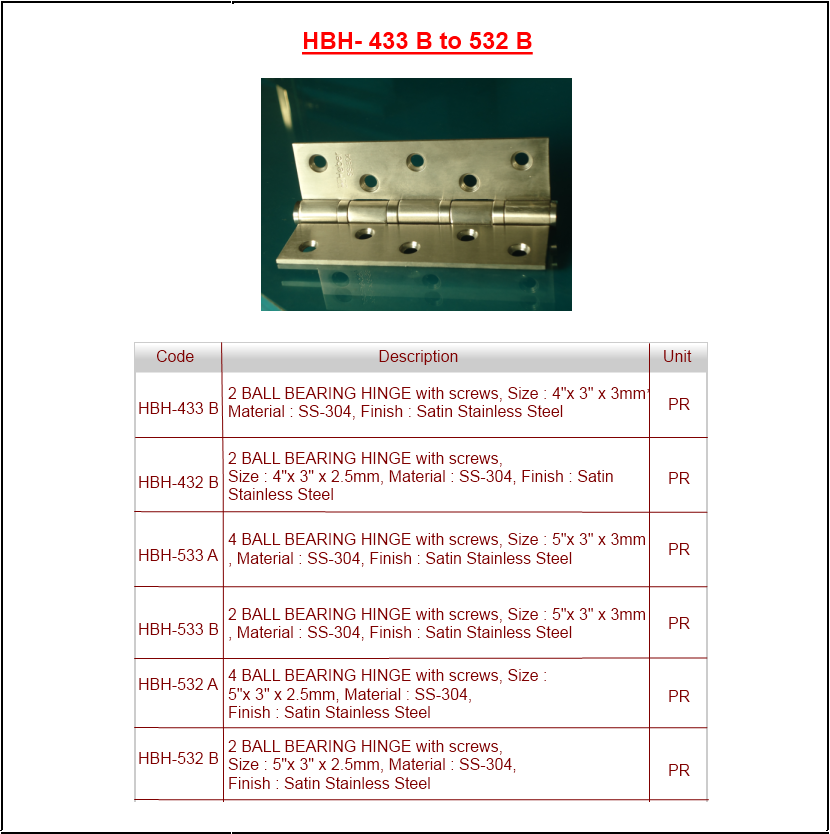 HBH- 433 B to 532 B
Code Description Unit
HBH-433 B 2 BALL BEARING HINGE with screws, Size : 4"x 3" x 3mm" PR
Material : SS-304, Finish : Satin Stainless Steel
HBH-432 B 2 BALL BEARING HINGE with screws, PR
Size : 4"x 3" x 2.5mm, Material : SS-304, Finish : Satin
Stainless Steel
HBH-533 A 4 BALL BEARING HINGE with screws, Size : 5"x 3" x 3mm PR
, Material : SS-304, Finish : Satin Stainless Steel
HBH-533 B 2 BALL BEARING HINGE with screws, Size : 5"x 3" x 3mm PR
, Material : SS-304, Finish : Satin Stainless Steel
HBH-532 A 4 BALL BEARING HINGE with screws, Size : PR
5"x 3" x 2.5mm, Material : SS-304,
Finish : Satin Stainless Steel
HBH-532 B 2 BALL BEARING HINGE with screws, PR
Size : 5"x 3" x 2.5mm, Material : SS-304,
Finish : Satin Stainless Steel